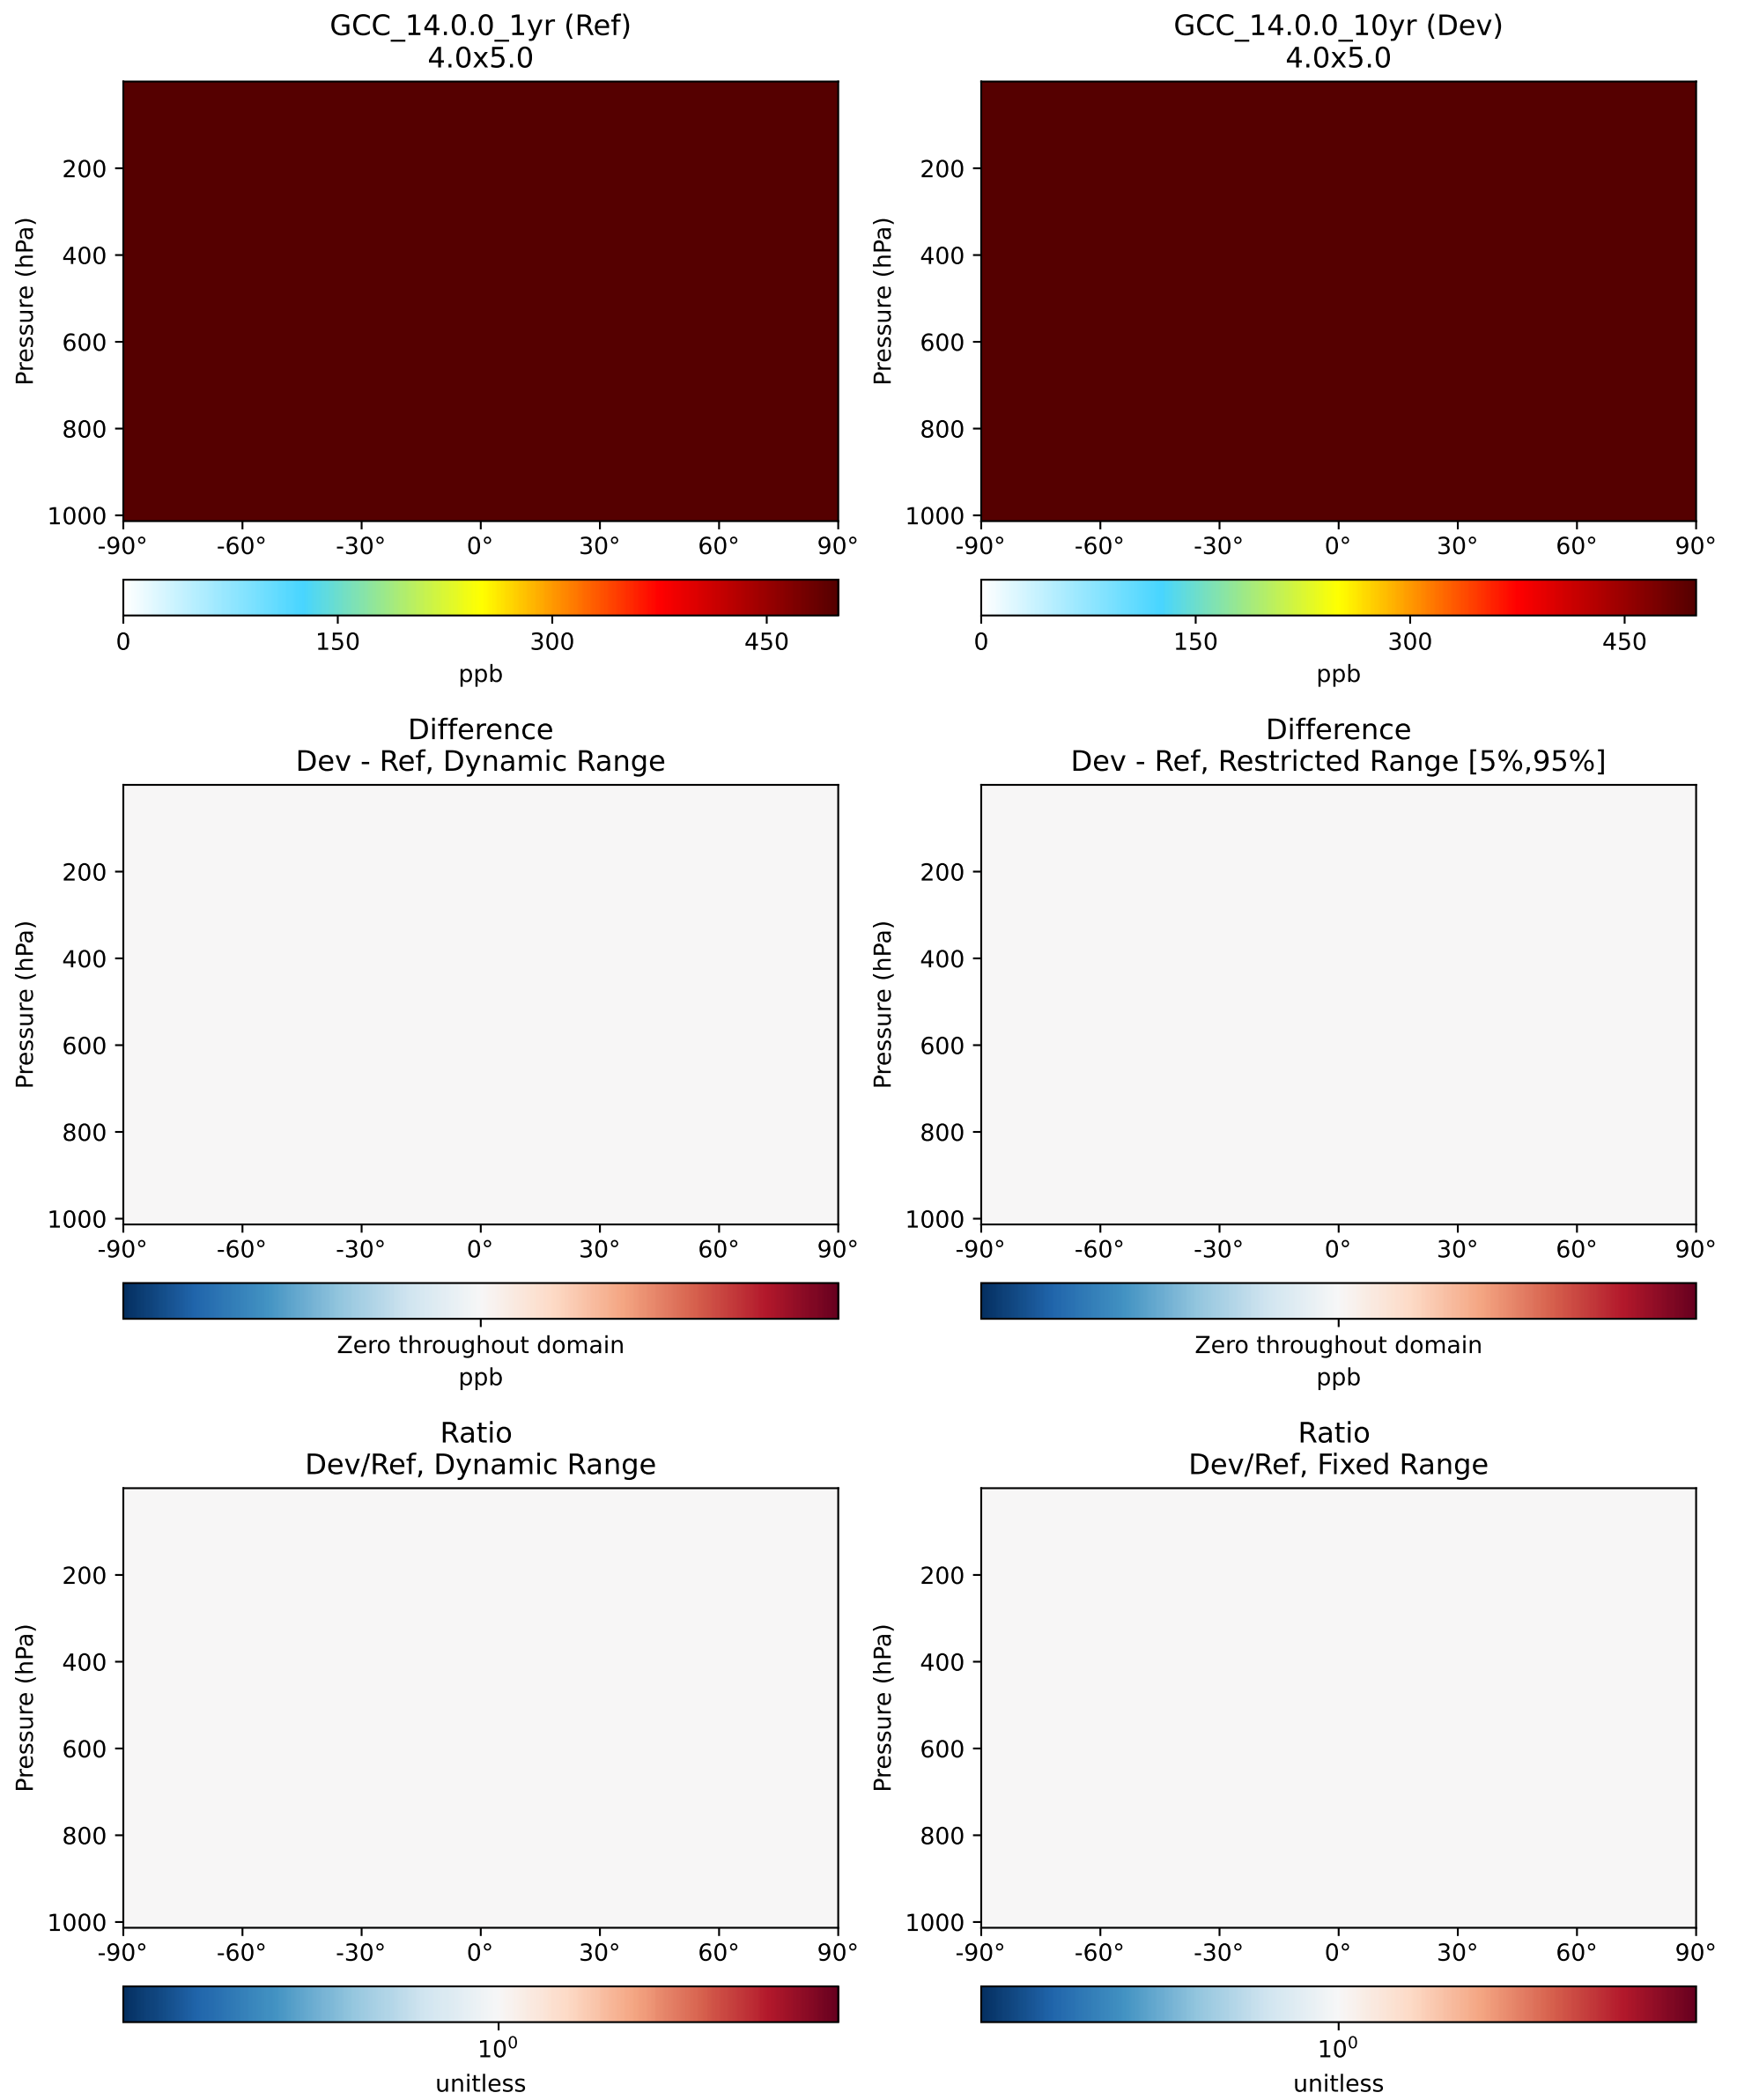 GCC_14.0.0_1yr (Ref)
4.0x5.0
Pressure (hPa)
200
400
600
800
1000
-90° -60° -30° 0° 30° 60° 90°
0 150 300 450
ppb
GCC_14.0.0_10yr (Dev)
4.0x5.0
Pressure (hPa)
200
400
600
800
1000
-90° -60° -30° 0° 30° 60° 90°
0 150 300 450
ppb
Difference
Dev - Ref, Dynamic Range
Pressure (hPa)
200
400
600
800
1000
-90° -60° -30° 0° 30° 60° 90°
Zero throughout domain
ppb
Difference
Dev - Ref, Restricted Range [5%,95%]
Pressure (hPa)
200
400
600
800
1000
-90° -60° -30° 0° 30° 60° 90°
Zero throughout domain
ppb
Ratio
Dev/Ref, Dynamic Range
Pressure (hPa)
200
400
600
800
1000
-90° -60° -30° 0° 30° 60° 90°
10⁰
unitless
Ratio
Dev/Ref, Fixed Range
Pressure (hPa)
200
400
600
800
1000
-90° -60° -30° 0° 30° 60° 90°
10⁰
unitless